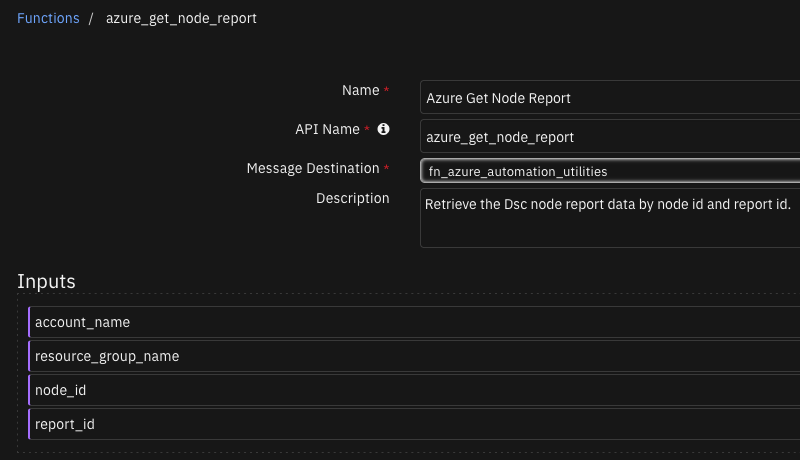 Functions / azure_get_node_report
Name * Azure Get Node Report
API Name * azure_get_node_report
Message Destination * fn_azure_automation_utilities
Description Retrieve the Dsc node report data by node id and report id.
Inputs
account_name
resource_group_name
node_id
report_id